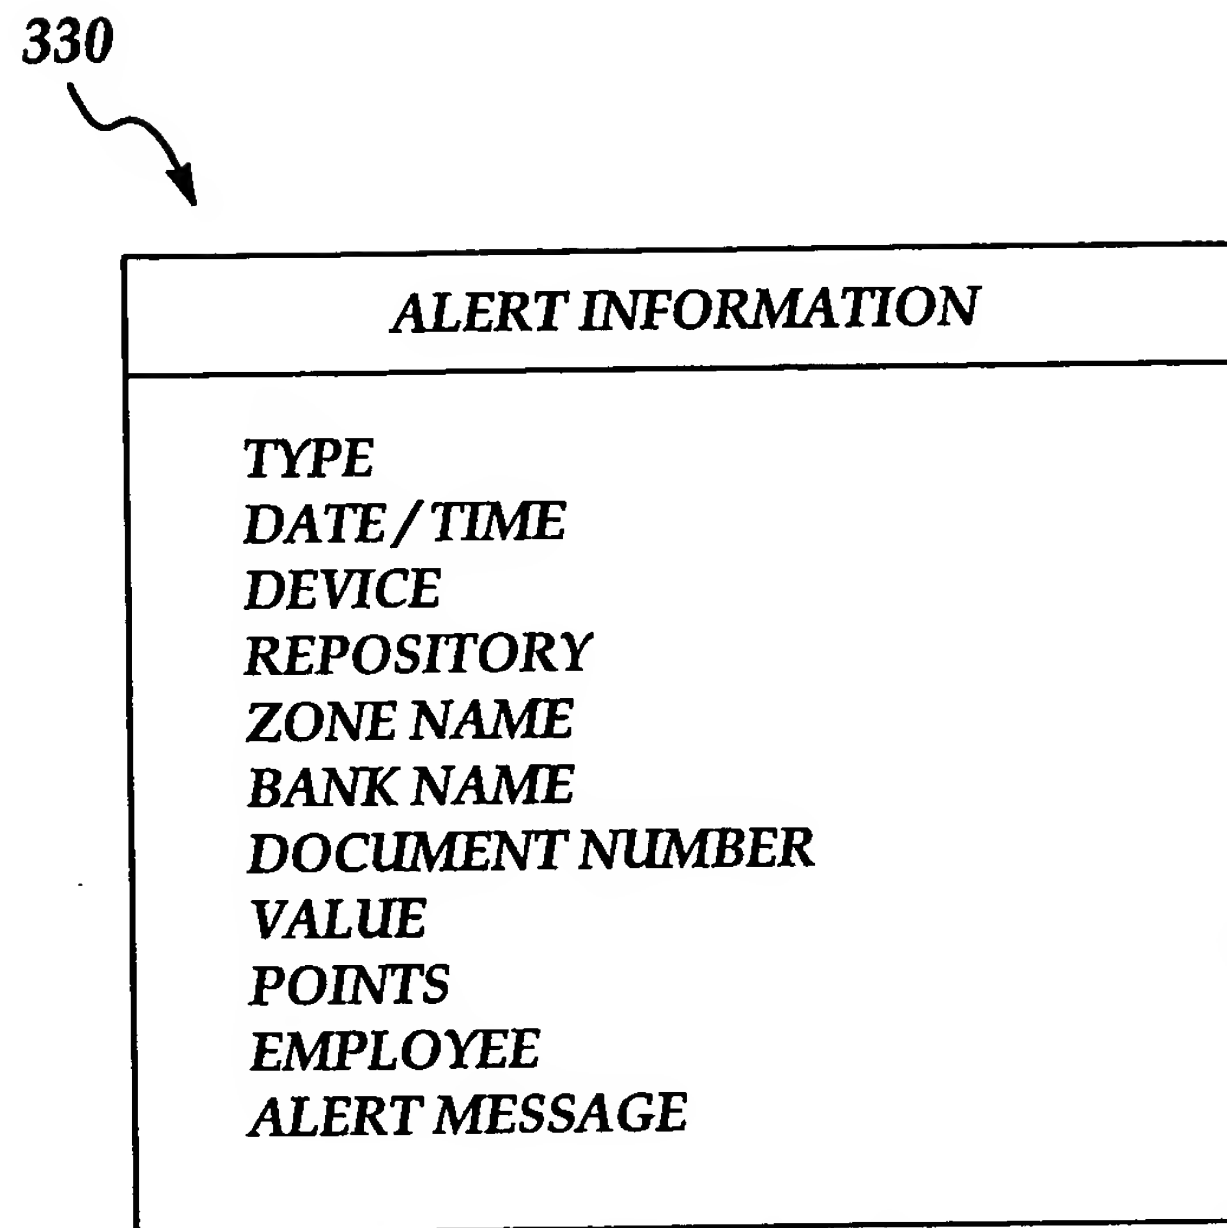 330
ALERT INFORMATION
TYPE
DATE / TIME
DEVICE
REPOSITORY
ZONE NAME
BANK NAME
DOCUMENT NUMBER
VALUE
POINTS
EMPLOYEE
ALERT MESSAGE